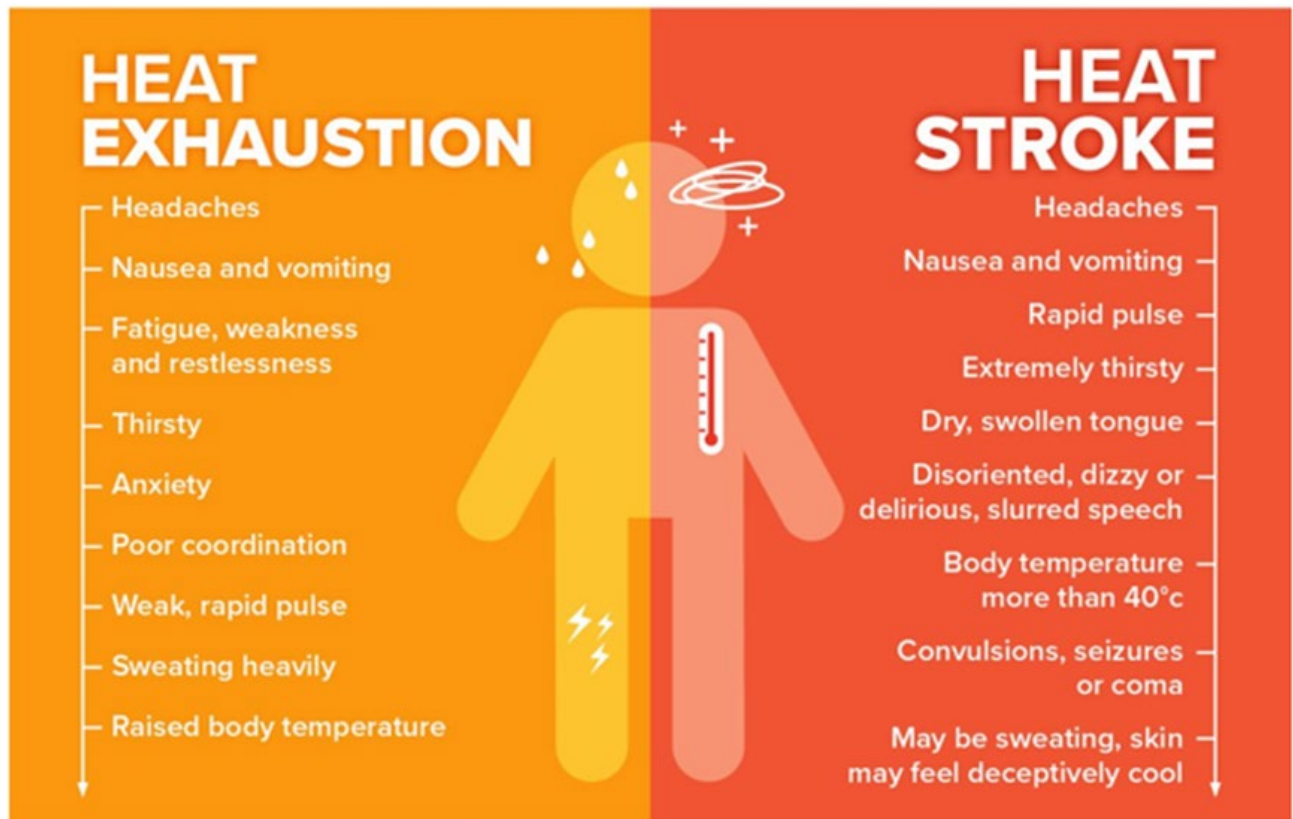 HEAT
EXHAUSTION
Headaches
Nausea and vomiting
Fatigue, weakness
and restlessness
Thirsty
Anxiety
Poor coordination
Weak, rapid pulse
Sweating heavily
Raised body temperature
HEAT
STROKE
Headaches
Nausea and vomiting
Rapid pulse
Extremely thirsty
Dry, swollen tongue
Disoriented, dizzy or
delirious, slurred speech
Body temperature
more than 40°c
Convulsions, seizures
or coma
May be sweating, skin
may feel deceptively cool